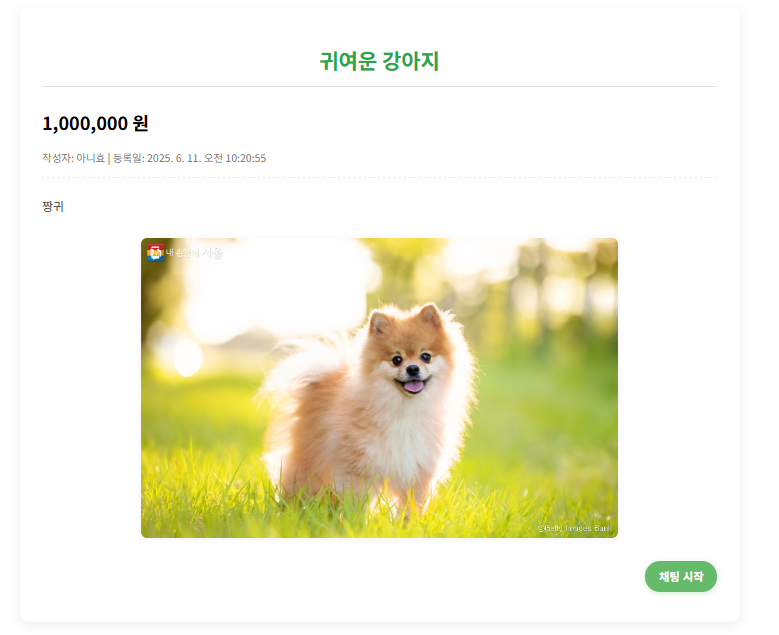 귀여운 강아지
1,000,000 원
작성자: 아니효 | 등록일: 2025. 6. 11. 오전 10:20:55
짱귀
내 손안에 서울
ⓒGetty Images Bank
채팅 시작